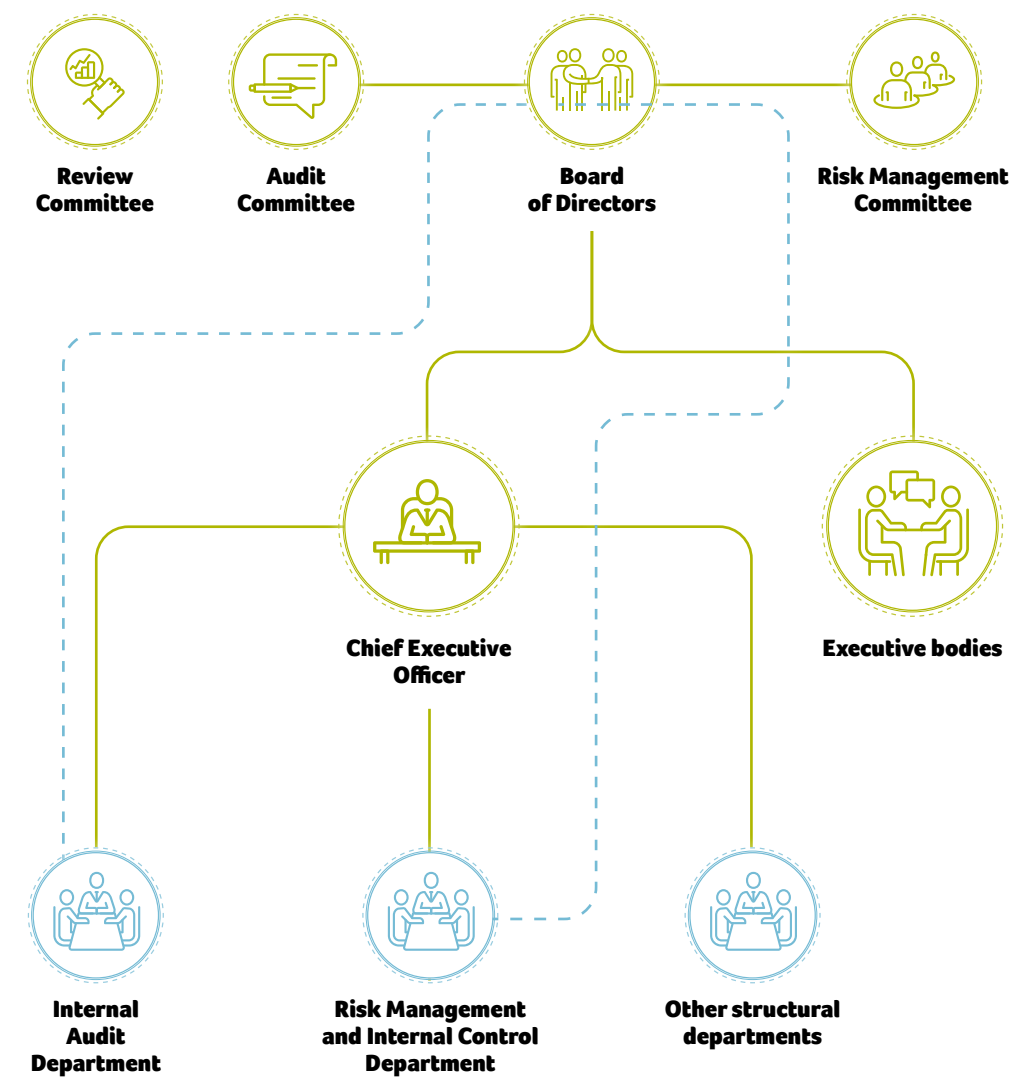 Review
Committee
Audit
Committee
Board
of Directors
Risk Management
Committee
Chief Executive
Officer
Executive bodies
Internal
Audit
Department
Risk Management
and Internal Control
Department
Other structural
departments